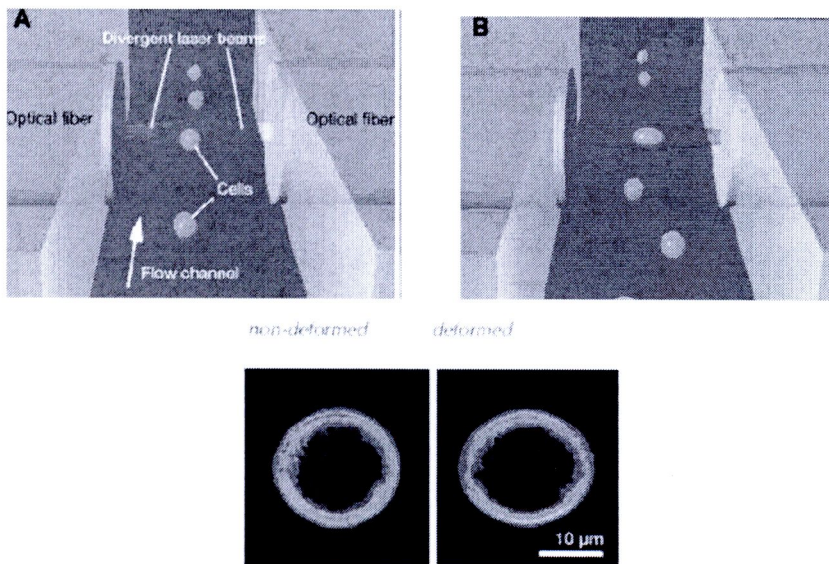 A
Divergent laser beams
Optical fiber
Optical fiber
Cells
Flow channel
B
non-deformed
deformed
10 µm